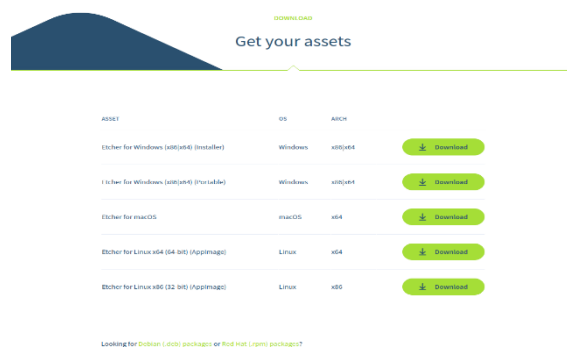 DOWNLOAD
Get your assets
ASSET OS ARCH
Etcher for Windows (x86|x64) (Installer) Windows x86|x64 Download
Etcher for Windows (x86|x64) (Portable) Windows x86|x64 Download
Etcher for macOS macOS x64 Download
Etcher for Linux x64 (64-bit) (AppImage) Linux x64 Download
Etcher for Linux x86 (32-bit) (AppImage) Linux x86 Download
Looking for Debian (.deb) packages or Red Hat (.rpm) packages?